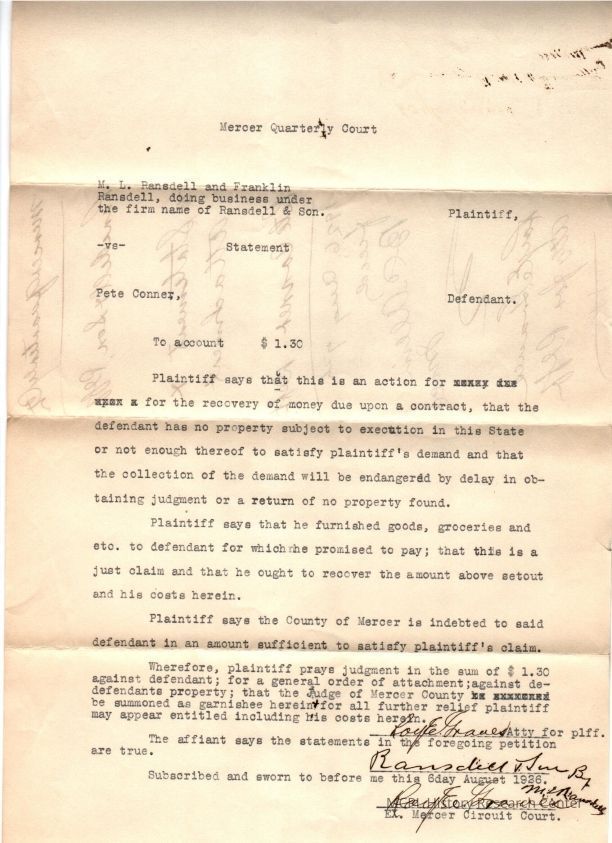 Mercer Quarterly Court
M. L. Ransdell and Franklin
Ransdell, doing business under
the firm name of Ransdell & Son. Plaintiff,
-vs- Statement
Pete Conner, Defendant.
To account $ 1.30
Plaintiff says that this is an action for
for the recovery of money due upon a contract, that the
defendant has no property subject to execution in this State
or not enough thereof to satisfy plaintiff's demand and that
the collection of the demand will be endangered by delay in ob-
taining judgment or a return of no property found.
Plaintiff says that he furnished goods, groceries and
etc. to defendant for which he promised to pay; that this is a
just claim and that he ought to recover the amount above setout
and his costs herein.
Plaintiff says the County of Mercer is indebted to said
defendant in an amount sufficient to satisfy plaintiff's claim.
Wherefore, plaintiff prays judgment in the sum of $ 1.30
against defendant; for a general order of attachment;against de-
defendants property; that the Judge of Mercer County
be summoned as garnishee herein for all further relief plaintiff
may appear entitled including his costs herein.
Graves Atty for plff.
The affiant says the statements in the foregoing petition
are true.
Ransdell & Son By
M. L. Ransdell
Subscribed and sworn to before me this 6day August 1926.
History Research Center
EX. Mercer Circuit Court.